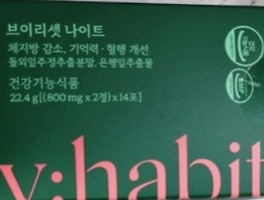 브이리셋 나이트
체지방 감소, 기억력·혈행 개선
돌외잎주정추출분말, 은행잎추출물
건강기능식품
22.4 g[(800 mg x 2정) x 14포]
v:habit